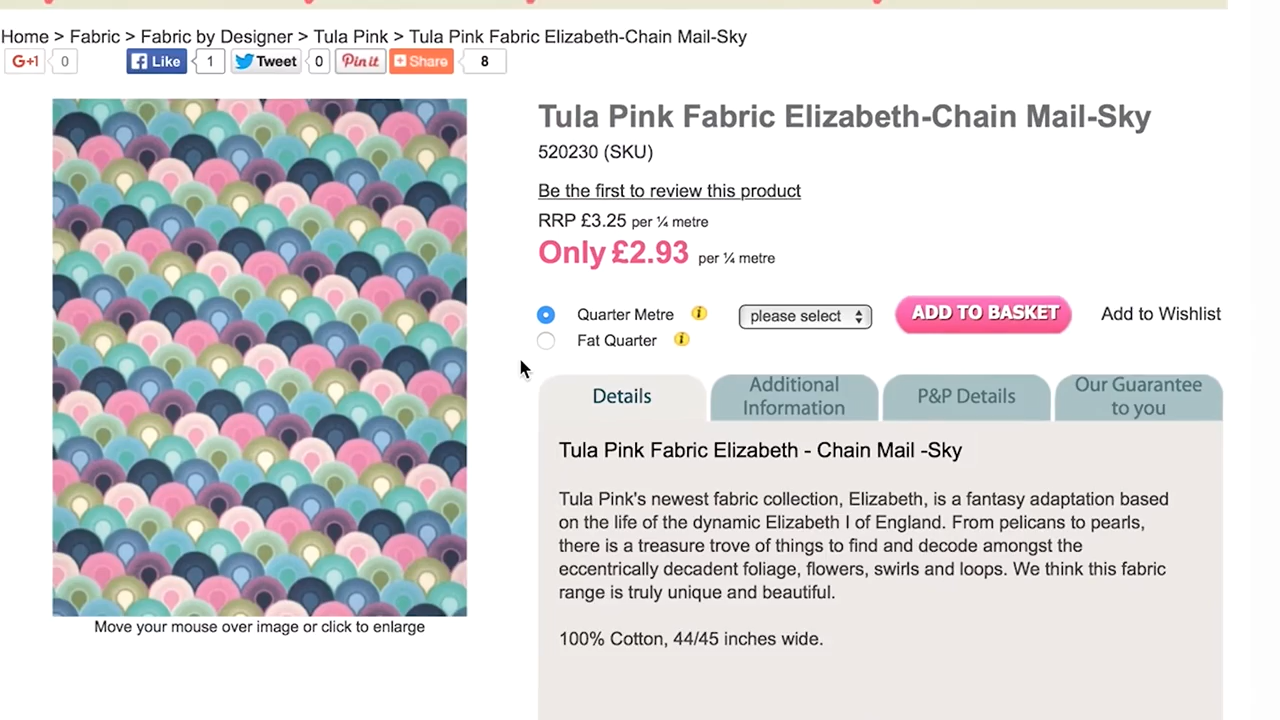 Home > Fabric > Fabric by Designer > Tula Pink > Tula Pink Fabric Elizabeth-Chain Mail-Sky
G+1 0 Like 1 Tweet 0 Pin it Share 8
Tula Pink Fabric Elizabeth-Chain Mail-Sky
520230 (SKU)
Be the first to review this product
RRP £3.25 per ¼ metre
Only £2.93 per ¼ metre
Quarter Metre i please select ADD TO BASKET Add to Wishlist
Fat Quarter i
Details
Additional
Information
P&P Details
Our Guarantee
to you
Tula Pink Fabric Elizabeth - Chain Mail -Sky
Tula Pink's newest fabric collection, Elizabeth, is a fantasy adaptation based
on the life of the dynamic Elizabeth I of England. From pelicans to pearls,
there is a treasure trove of things to find and decode amongst the
eccentrically decadent foliage, flowers, swirls and loops. We think this fabric
range is truly unique and beautiful.
100% Cotton, 44/45 inches wide.
Move your mouse over image or click to enlarge